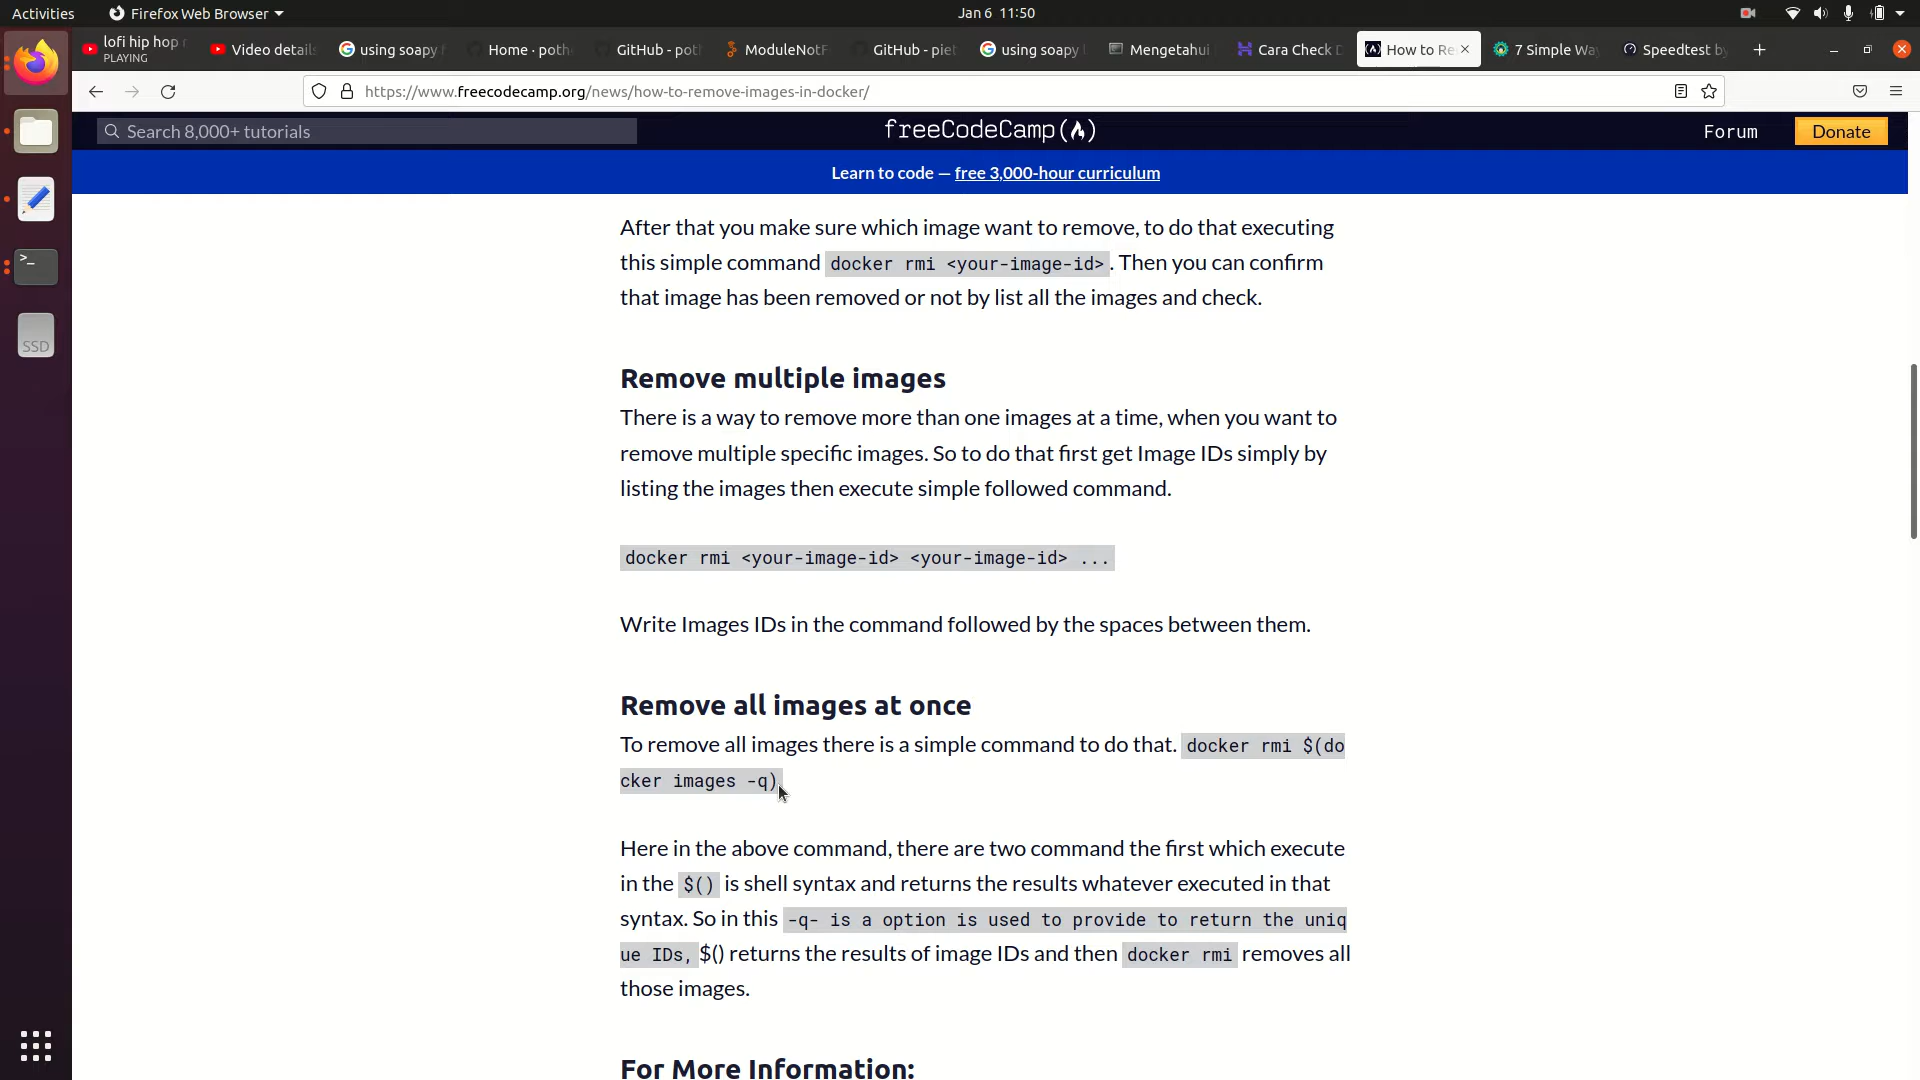 Activities
Firefox Web Browser
Jan 6 11:50
lofi hip hop r
PLAYING
Video details
using soapy
Home · poth
GitHub - pot
ModuleNotF
GitHub - piet
using soapy
Mengetahui
Cara Check D
How to Re
7 Simple Wa
Speedtest by
https://www.freecodecamp.org/news/how-to-remove-images-in-docker/
Search 8,000+ tutorials
freeCodeCamp
Forum
Donate
Learn to code — free 3,000-hour curriculum
After that you make sure which image want to remove, to do that executing
this simple command docker rmi <your-image-id>. Then you can confirm
that image has been removed or not by list all the images and check.
Remove multiple images
There is a way to remove more than one images at a time, when you want to
remove multiple specific images. So to do that first get Image IDs simply by
listing the images then execute simple followed command.
docker rmi <your-image-id> <your-image-id> ...
Write Images IDs in the command followed by the spaces between them.
Remove all images at once
To remove all images there is a simple command to do that. docker rmi $(do
cker images -q)
Here in the above command, there are two command the first which execute
in the $() is shell syntax and returns the results whatever executed in that
syntax. So in this -q- is a option is used to provide to return the uniq
ue IDs, $() returns the results of image IDs and then docker rmi removes all
those images.
For More Information:
SSD